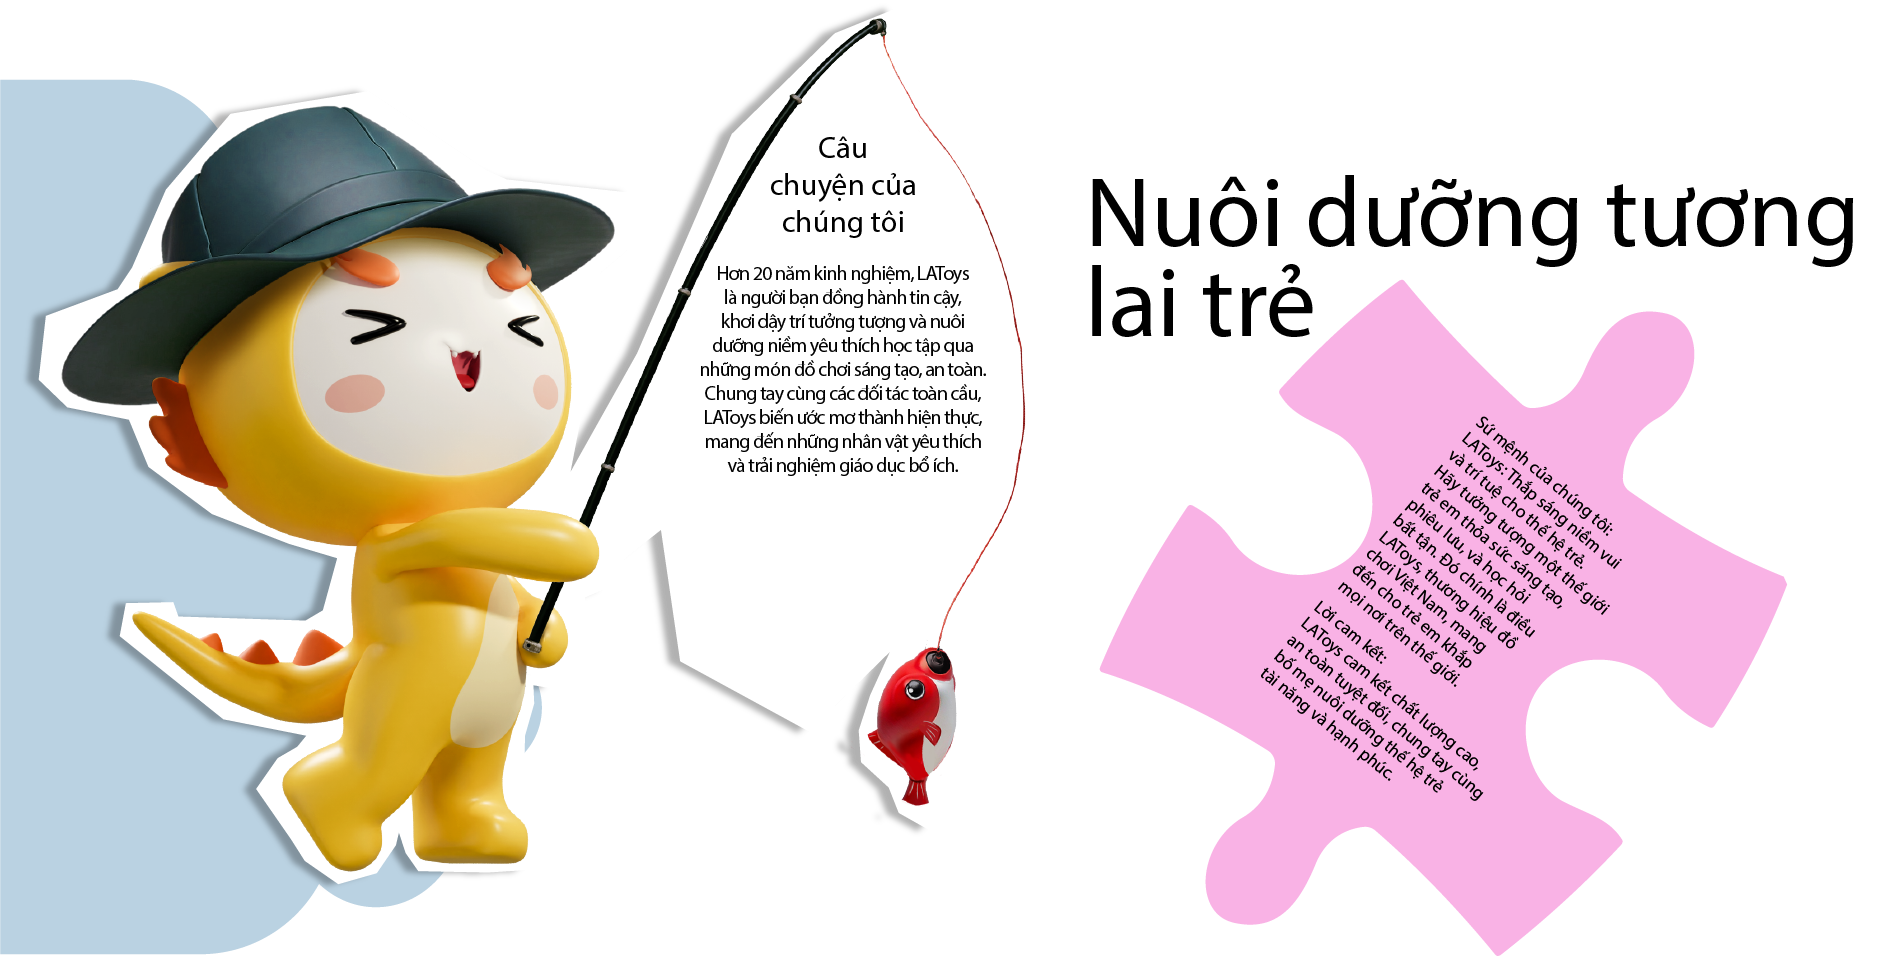 Câu
chuyện của
chúng tôi
Hơn 20 năm kinh nghiệm, LAToys
là người bạn đồng hành tin cậy,
khơi dậy trí tưởng tượng và nuôi
dưỡng niềm yêu thích học tập qua
những món đồ chơi sáng tạo, an toàn.
Chung tay cùng các đối tác toàn cầu,
LAToys biến ước mơ thành hiện thực,
mang đến những nhân vật yêu thích
và trải nghiệm giáo dục bổ ích.
Nuôi dưỡng tương
lai trẻ
Sứ mệnh của chúng tôi:
LAToys: Thắp sáng niềm vui
và trí tuệ cho thế hệ trẻ.
Hãy tưởng tượng một thế giới
trẻ em thỏa sức sáng tạo,
phiêu lưu, và học hỏi
bất tận. Đó chính là điều
LAToys, thương hiệu đồ
chơi Việt Nam, mang
đến cho trẻ em khắp
mọi nơi trên thế giới.
Lời cam kết:
LAToys cam kết chất lượng cao,
an toàn tuyệt đối, chung tay cùng
bố mẹ nuôi dưỡng thế hệ trẻ
tài năng và hạnh phúc.